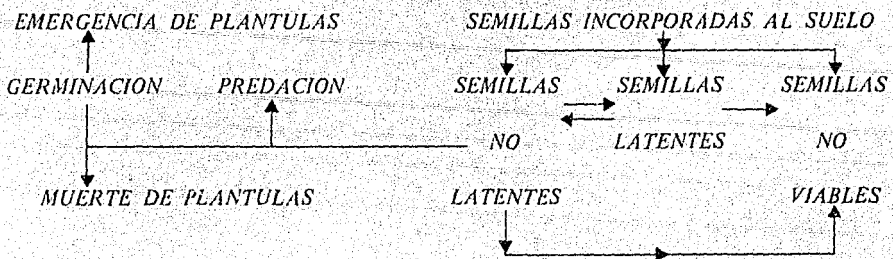 EMERGENCIA DE PLANTULAS SEMILLAS INCORPORADAS AL SUELO
GERMINACION PREDACION SEMILLAS SEMILLAS SEMILLAS
NO LATENTES NO
MUERTE DE PLANTULAS LATENTES VIABLES